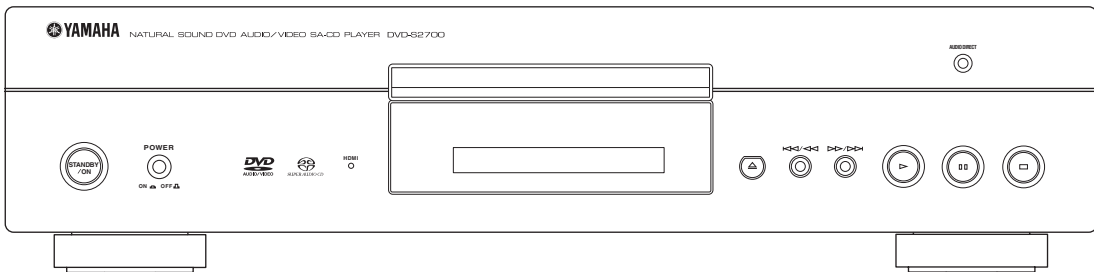 YAMAHA NATURAL SOUND DVD AUDIO/VIDEO SA-CD PLAYER DVD-S2700
AUDIO DIRECT
STANDBY
/ON
POWER
ON OFF
DVD
AUDIO/VIDEO
SUPER AUDIO CD
HDMI